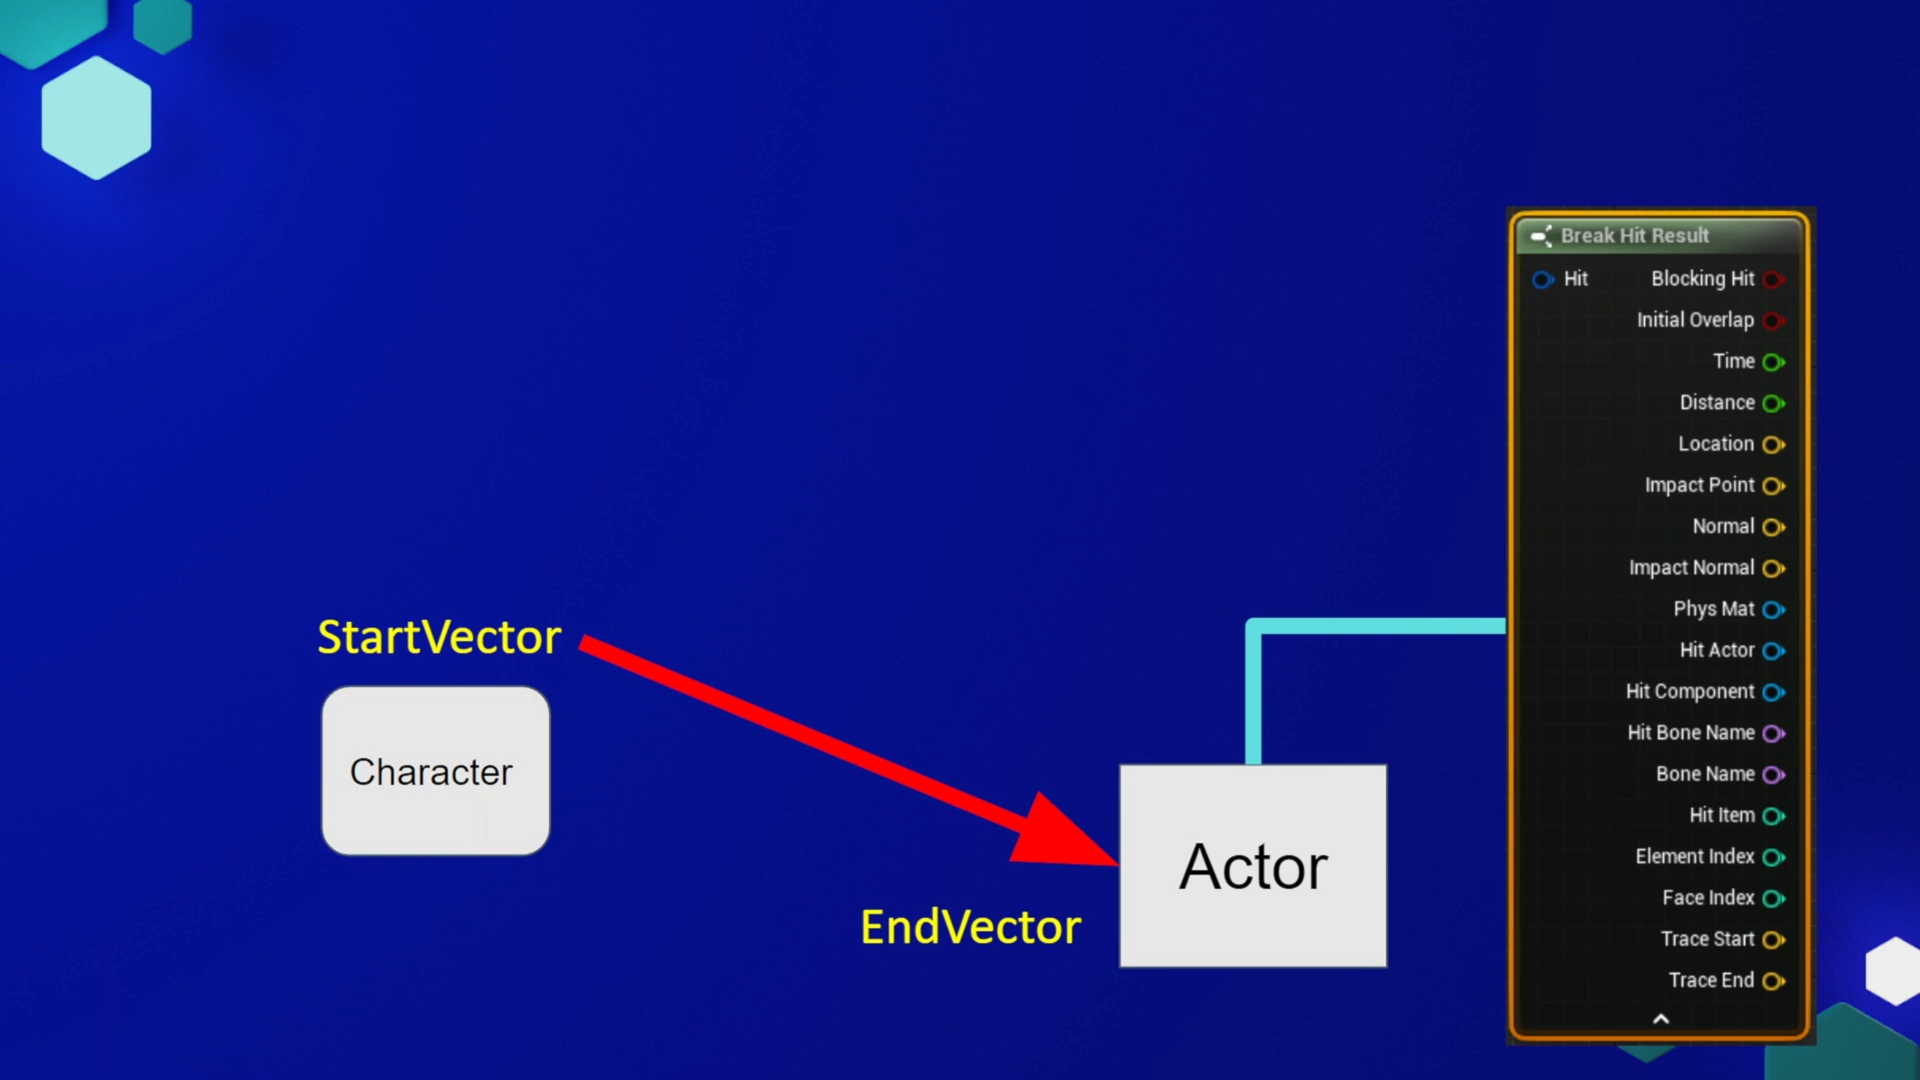 StartVector
Character
EndVector
Actor
Break Hit Result
Hit
Blocking Hit
Initial Overlap
Time
Distance
Location
Impact Point
Normal
Impact Normal
Phys Mat
Hit Actor
Hit Component
Hit Bone Name
Bone Name
Hit Item
Element Index
Face Index
Trace Start
Trace End